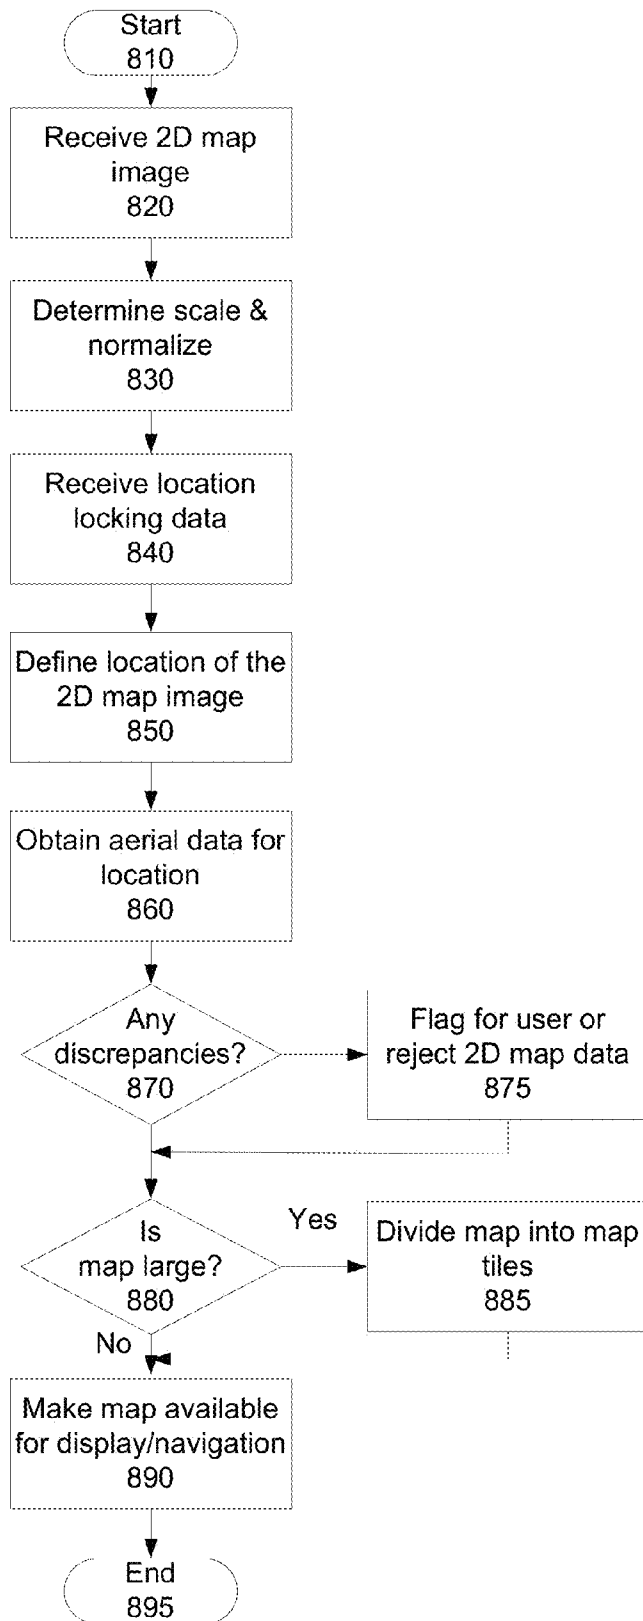 Start
810
Receive 2D map
image
820
Determine scale &
normalize
830
Receive location
locking data
840
Define location of the
2D map image
850
Obtain aerial data for
location
860
Any
discrepancies?
870
Flag for user or
reject 2D map data
875
Is
map large?
880
Yes
Divide map into map
tiles
885
No
Make map available
for display/navigation
890
End
895